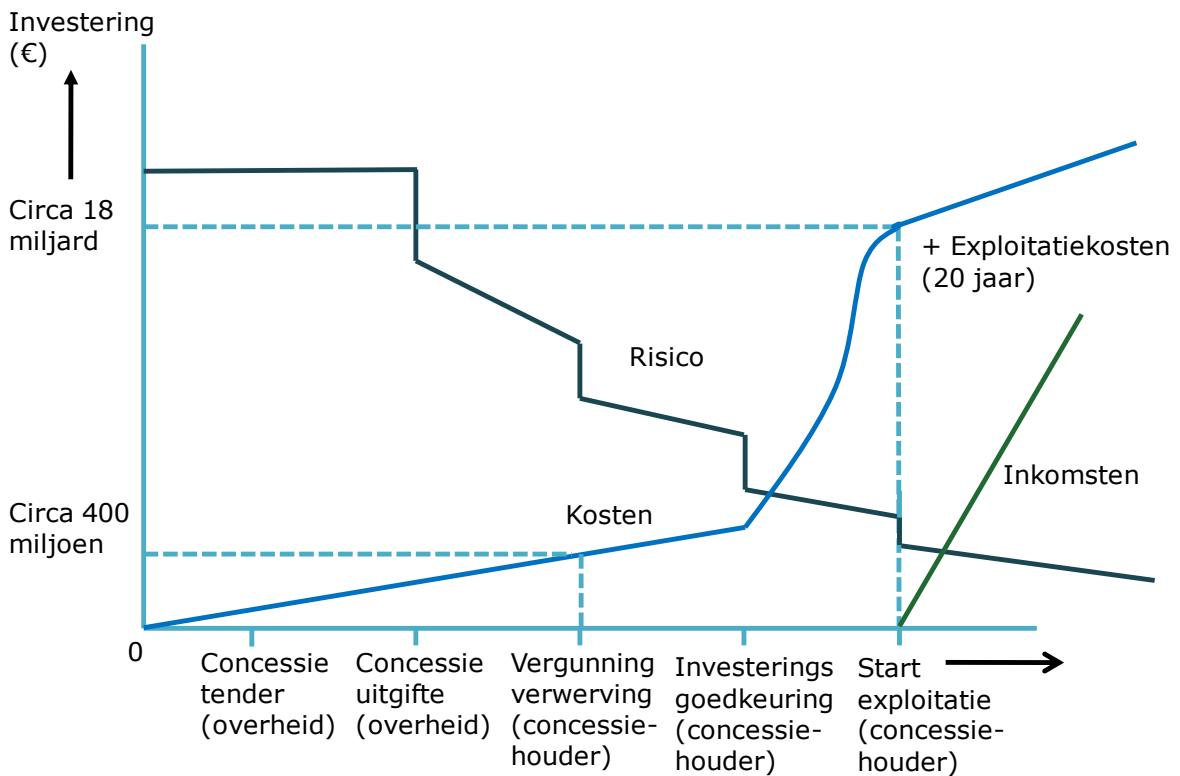 Investering
(€)
Circa 18
miljard
+ Exploitatiekosten
(20 jaar)
Risico
Inkomsten
Kosten
Circa 400
miljoen
0
Concessie
tender
(overheid)
Concessie
uitgifte
(overheid)
Vergunning
verwerving
(concessie-
houder)
Investerings
goedkeuring
(concessie-
houder)
Start
exploitatie
(concessie-
houder)